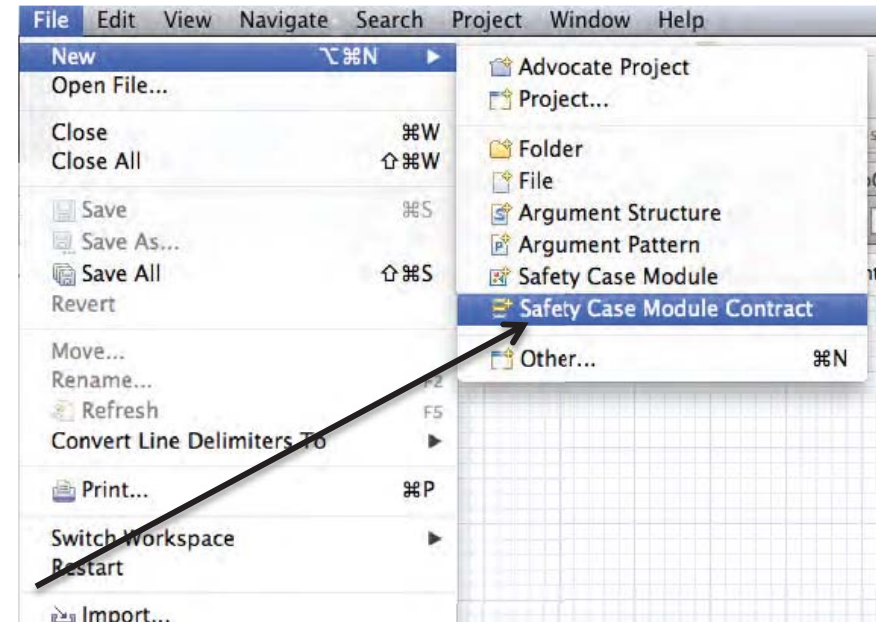 File Edit View Navigate Search Project Window Help
New ⌥⌘N ▶
Open File...
Close ⌘W
Close All ⇧⌘W
Save ⌘S
Save As...
Save All ⇧⌘S
Revert
Move...
Rename... F2
Refresh F5
Convert Line Delimiters To ▶
Print... ⌘P
Switch Workspace ▶
Restart
Import...
Advocate Project
Project...
Folder
File
Argument Structure
Argument Pattern
Safety Case Module
Safety Case Module Contract
Other... ⌘N